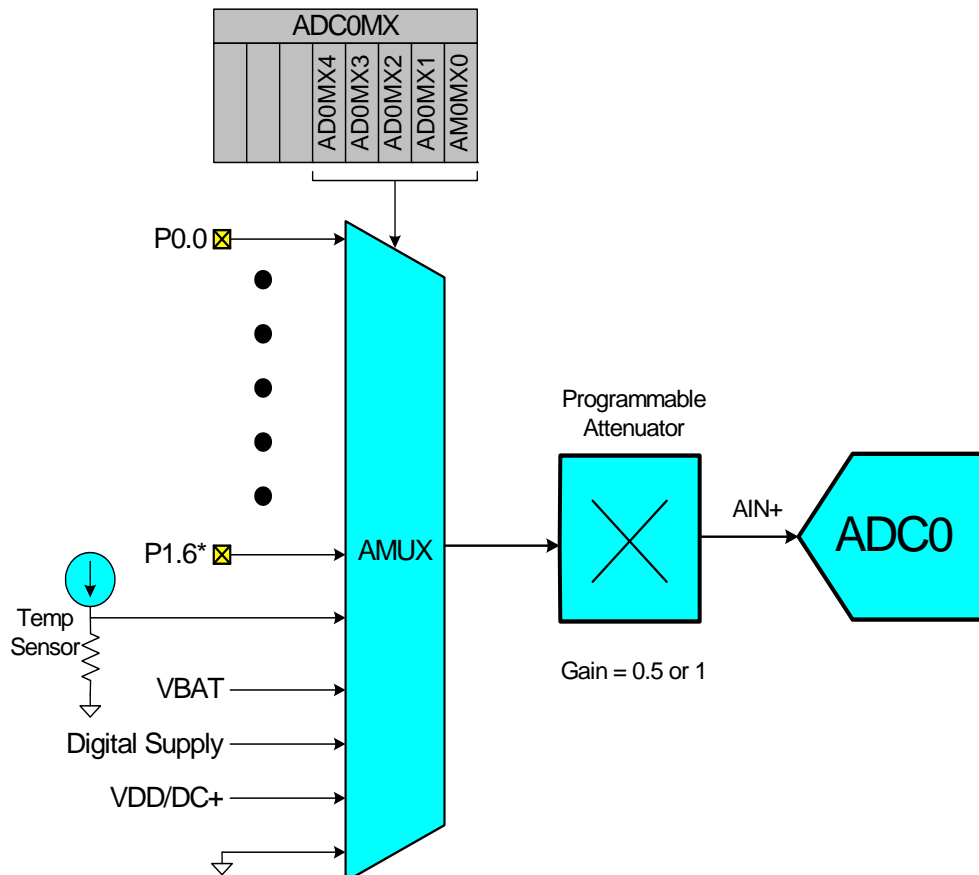 ADC0MX
AD0MX4
AD0MX3
AD0MX2
AD0MX1
AM0MX0
P0.0
Programmable
Attenuator
AIN+
ADC0
P1.6*
AMUX
Temp
Sensor
Gain = 0.5 or 1
VBAT
Digital Supply
VDD/DC+